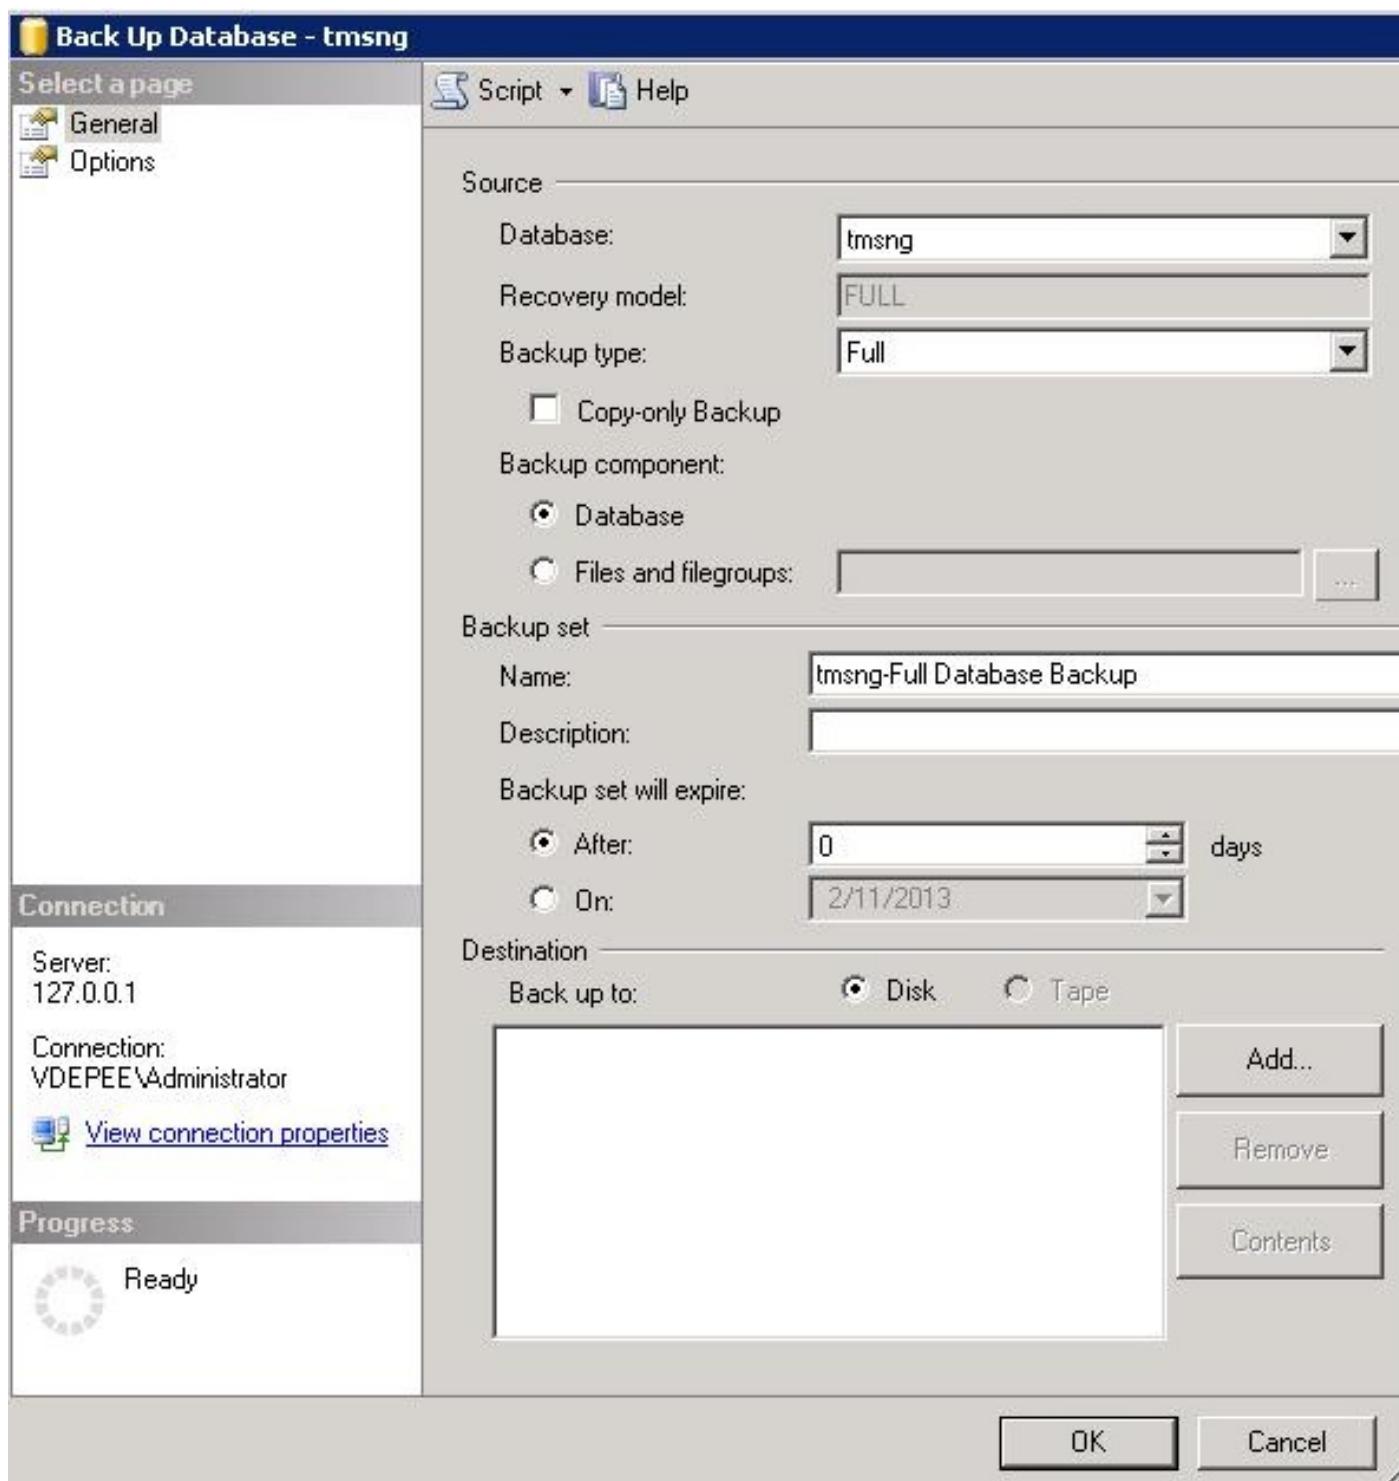 Back Up Database - tmsng
Select a page
General
Options
Script Help
Source
Database: tmsng
Recovery model: FULL
Backup type: Full
Copy-only Backup
Backup component:
Database
Files and filegroups: ...
Backup set
Name: tmsng-Full Database Backup
Description:
Backup set will expire:
After: 0 days
On: 2/11/2013
Destination
Back up to: Disk Tape
Add...
Remove
Contents
Connection
Server:
127.0.0.1
Connection:
VDEPEE\Administrator
View connection properties
Progress
Ready
OK Cancel